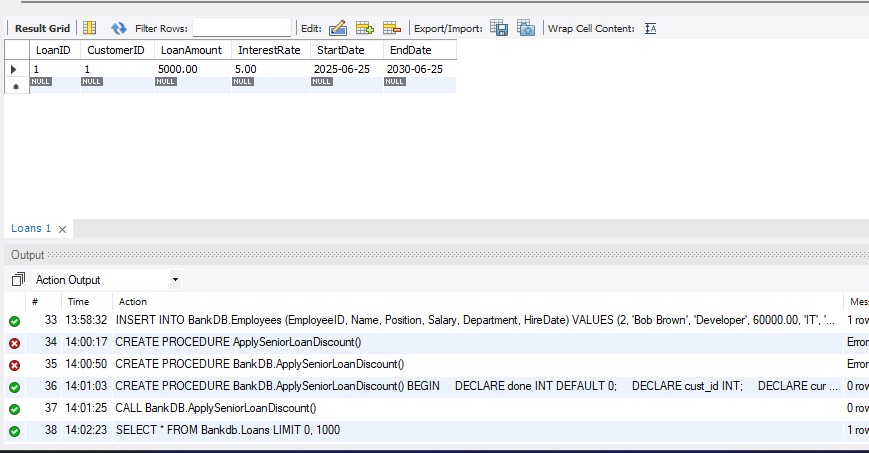 Result Grid Filter Rows: Edit: Export/Import: Wrap Cell Content: IA
LoanID CustomerID LoanAmount InterestRate StartDate EndDate
1 1 5000.00 5.00 2025-06-25 2030-06-25
NULL NULL NULL NULL NULL NULL
Loans 1
Output
Action Output
# Time Action Mes
33 13:58:32 INSERT INTO BankDB.Employees (EmployeeID, Name, Position, Salary, Department, HireDate) VALUES (2, 'Bob Brown', 'Developer', 60000.00, 'IT', '... 1 row
34 14:00:17 CREATE PROCEDURE ApplySeniorLoanDiscount() Error
35 14:00:50 CREATE PROCEDURE BankDB.ApplySeniorLoanDiscount() Error
36 14:01:03 CREATE PROCEDURE BankDB.ApplySeniorLoanDiscount() BEGIN DECLARE done INT DEFAULT 0; DECLARE cust_id INT; DECLARE cur ... 0 row
37 14:01:25 CALL BankDB.ApplySeniorLoanDiscount() 0 row
38 14:02:23 SELECT * FROM Bankdb.Loans LIMIT 0, 1000 1 row